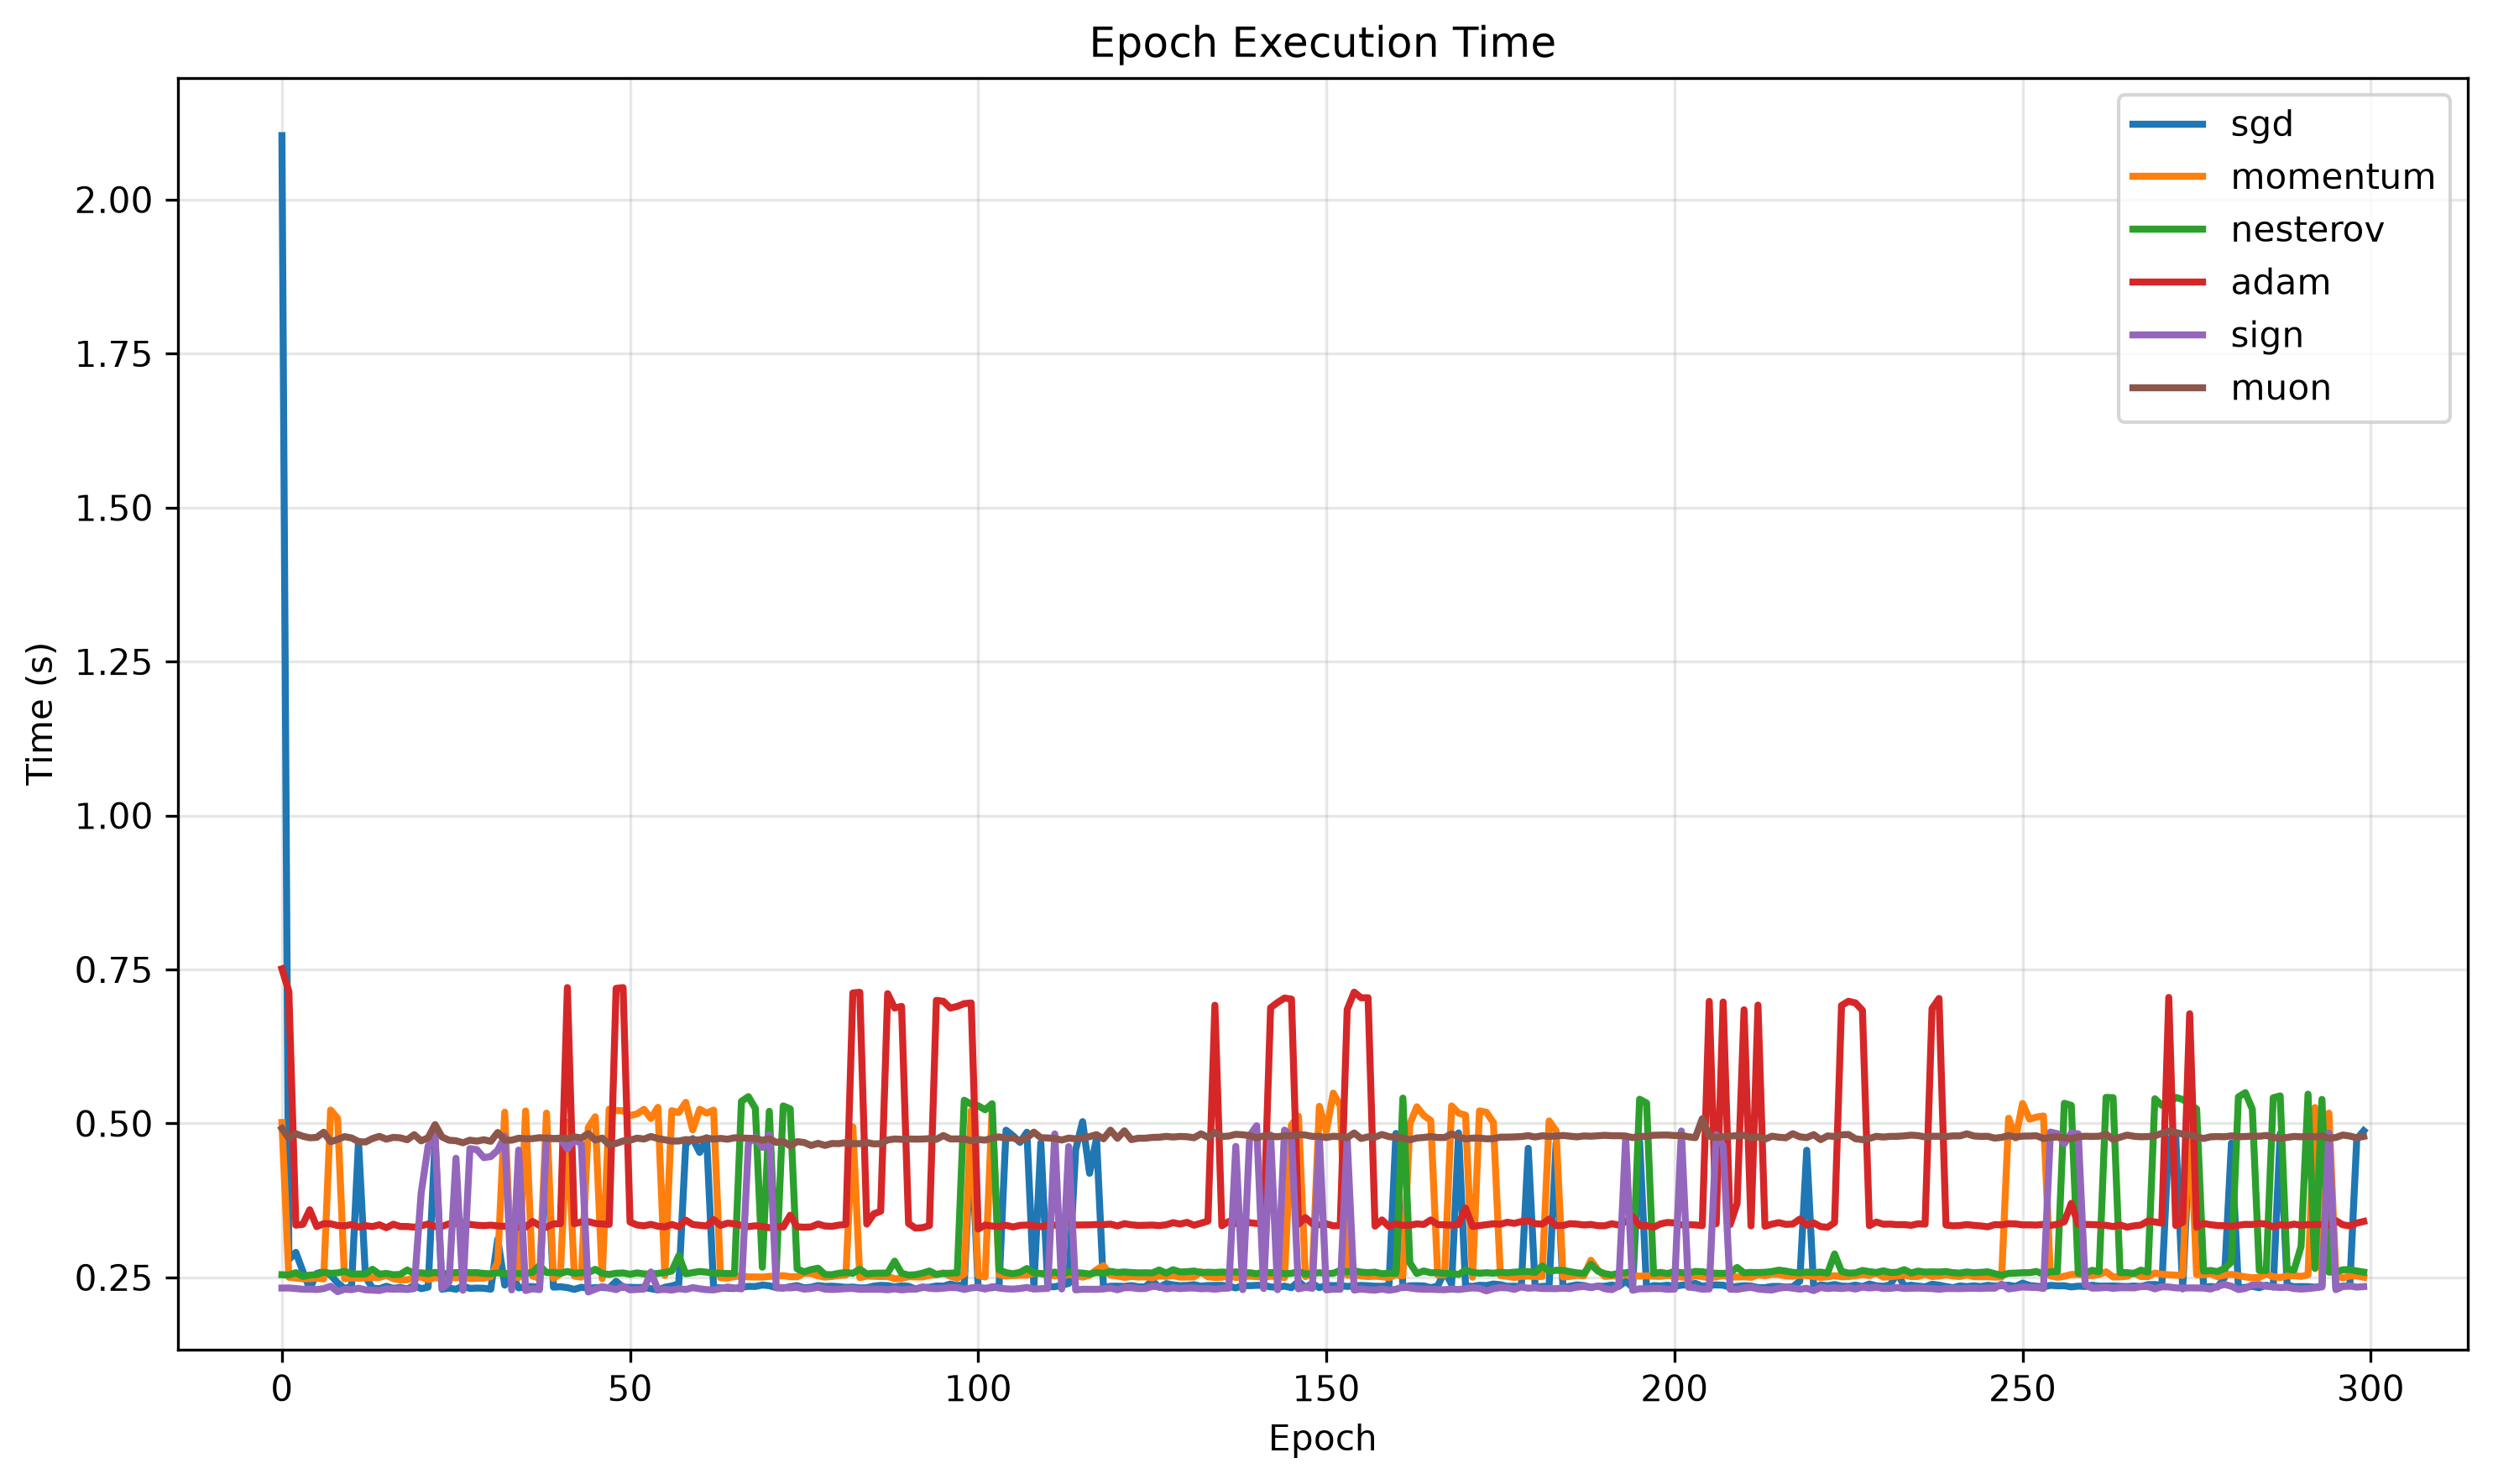 Epoch Execution Time
Time (s)
2.00
1.75
1.50
1.25
1.00
0.75
0.50
0.25
sgd
momentum
nesterov
adam
sign
muon
0 50 100 150 200 250 300
Epoch